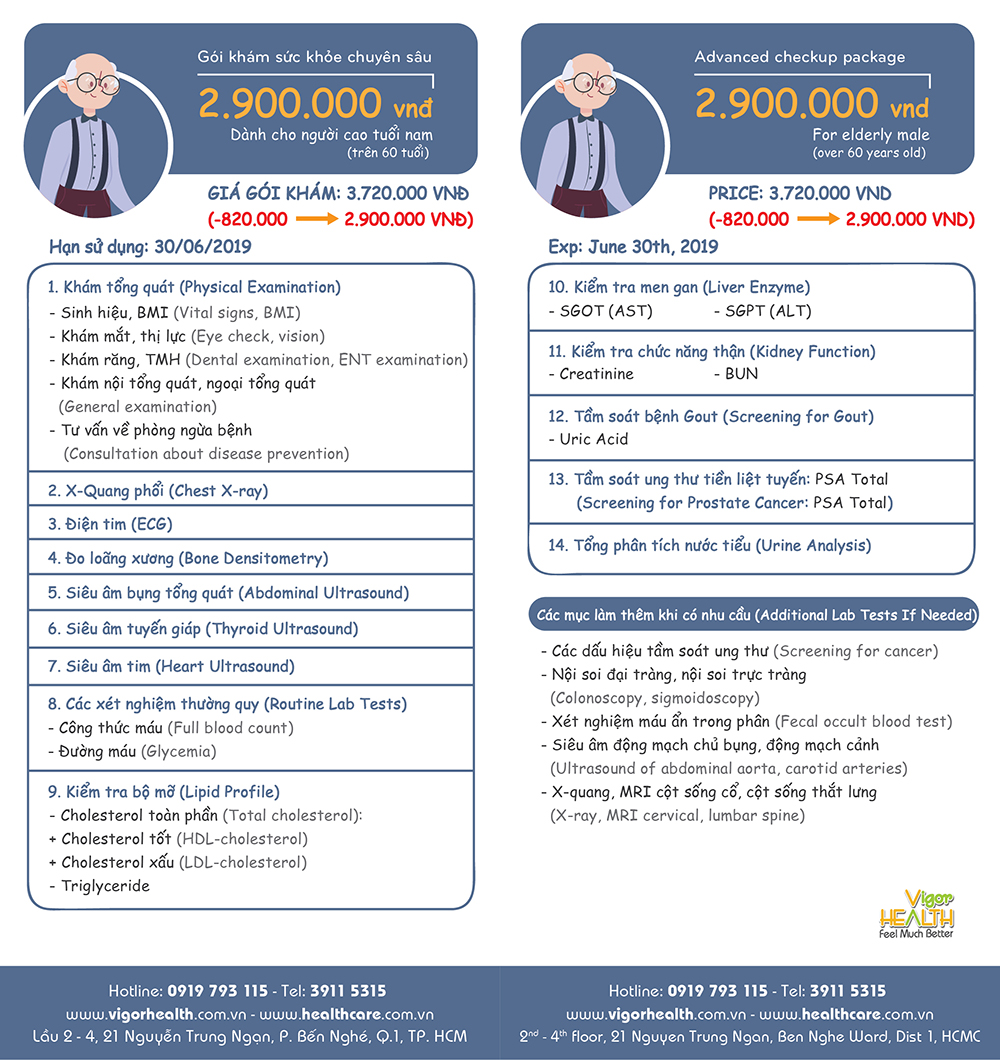 Gói khám sức khỏe chuyên sâu
2.900.000 vnđ
Dành cho người cao tuổi nam
(trên 60 tuổi)
GIÁ GÓI KHÁM: 3.720.000 VNĐ
(-820.000 → 2.900.000 VNĐ)
Hạn sử dụng: 30/06/2019
1. Khám tổng quát (Physical Examination)
- Sinh hiệu, BMI (Vital signs, BMI)
- Khám mắt, thị lực (Eye check, vision)
- Khám răng, TMH (Dental examination, ENT examination)
- Khám nội tổng quát, ngoại tổng quát
(General examination)
- Tư vấn về phòng ngừa bệnh
(Consultation about disease prevention)
2. X-Quang phổi (Chest X-ray)
3. Điện tim (ECG)
4. Đo loãng xương (Bone Densitometry)
5. Siêu âm bụng tổng quát (Abdominal Ultrasound)
6. Siêu âm tuyến giáp (Thyroid Ultrasound)
7. Siêu âm tim (Heart Ultrasound)
8. Các xét nghiệm thường quy (Routine Lab Tests)
- Công thức máu (Full blood count)
- Đường máu (Glycemia)
9. Kiểm tra bộ mỡ (Lipid Profile)
- Cholesterol toàn phần (Total cholesterol):
+ Cholesterol tốt (HDL-cholesterol)
+ Cholesterol xấu (LDL-cholesterol)
- Triglyceride
Advanced checkup package
2.900.000 vnd
For elderly male
(over 60 years old)
PRICE: 3.720.000 VND
(-820.000 → 2.900.000 VND)
Exp: June 30th, 2019
10. Kiểm tra men gan (Liver Enzyme)
- SGOT (AST) - SGPT (ALT)
11. Kiểm tra chức năng thận (Kidney Function)
- Creatinine - BUN
12. Tầm soát bệnh Gout (Screening for Gout)
- Uric Acid
13. Tầm soát ung thư tiền liệt tuyến: PSA Total
(Screening for Prostate Cancer: PSA Total)
14. Tổng phân tích nước tiểu (Urine Analysis)
Các mục làm thêm khi có nhu cầu (Additional Lab Tests If Needed)
- Các dấu hiệu tầm soát ung thư (Screening for cancer)
- Nội soi đại tràng, nội soi trực tràng
(Colonoscopy, sigmoidoscopy)
- Xét nghiệm máu ẩn trong phân (Fecal occult blood test)
- Siêu âm động mạch chủ bụng, động mạch cảnh
(Ultrasound of abdominal aorta, carotid arteries)
- X-quang, MRI cột sống cổ, cột sống thắt lưng
(X-ray, MRI cervical, lumbar spine)
Vigor
HEALTH
Feel Much Better
Hotline: 0919 793 115 - Tel: 3911 5315
www.vigorhealth.com.vn - www.healthcare.com.vn
Lầu 2 - 4, 21 Nguyễn Trung Ngạn, P. Bến Nghé, Q.1, TP. HCM
Hotline: 0919 793 115 - Tel: 3911 5315
www.vigorhealth.com.vn - www.healthcare.com.vn
2nd - 4th floor, 21 Nguyen Trung Ngan, Ben Nghe Ward, Dist 1, HCMC